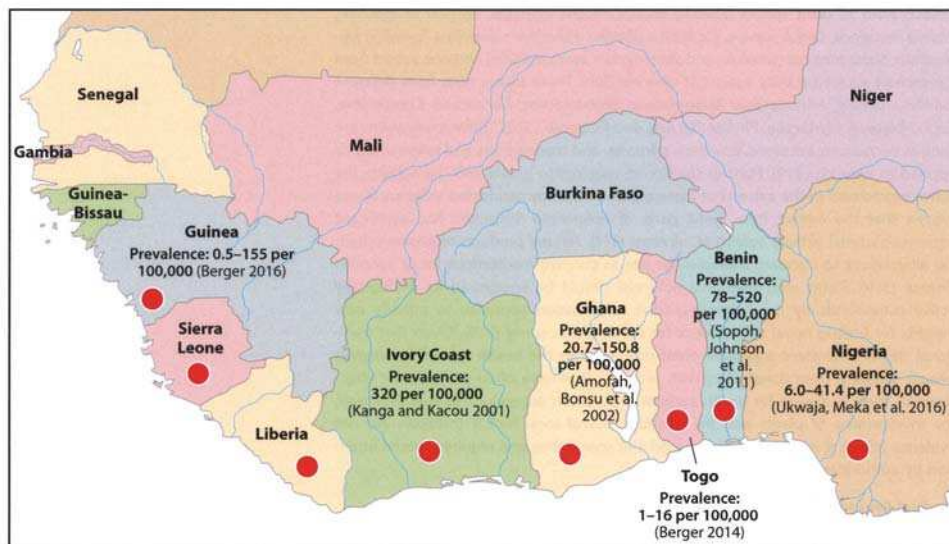 Senegal
Gambia
Guinea-
Bissau
Guinea
Prevalence: 0.5–155 per
100,000 (Berger 2016)
Sierra
Leone
Liberia
Mali
Ivory Coast
Prevalence:
320 per 100,000
(Kanga and Kacou 2001)
Burkina Faso
Ghana
Prevalence:
20.7–150.8
per 100,000
(Amofah,
Bonsu et al.
2002)
Togo
Prevalence:
1–16 per 100,000
(Berger 2014)
Benin
Prevalence:
78–520
per 100,000
(Sopoh,
Johnson
et al.
2011)
Niger
Nigeria
Prevalence:
6.0–41.4 per 100,000
(Ukwaja, Meka et al. 2016)